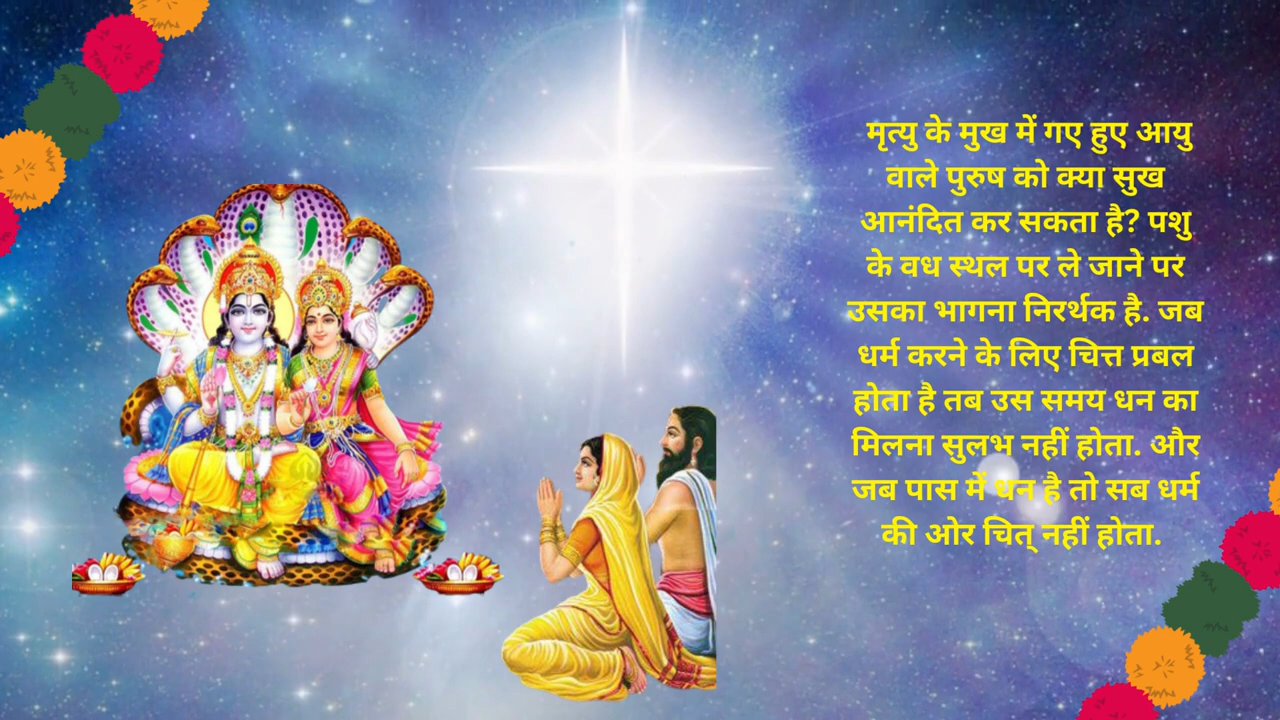 मृत्यु के मुख में गए हुए आयु
वाले पुरुष को क्या सुख
आनंदित कर सकता है? पशु
के वध स्थल पर ले जाने पर
उसका भागना निरर्थक है. जब
धर्म करने के लिए चित्त प्रबल
होता है तब उस समय धन का
मिलना सुलभ नहीं होता. और
जब पास में धन है तो सब धर्म
की ओर चित् नहीं होता.